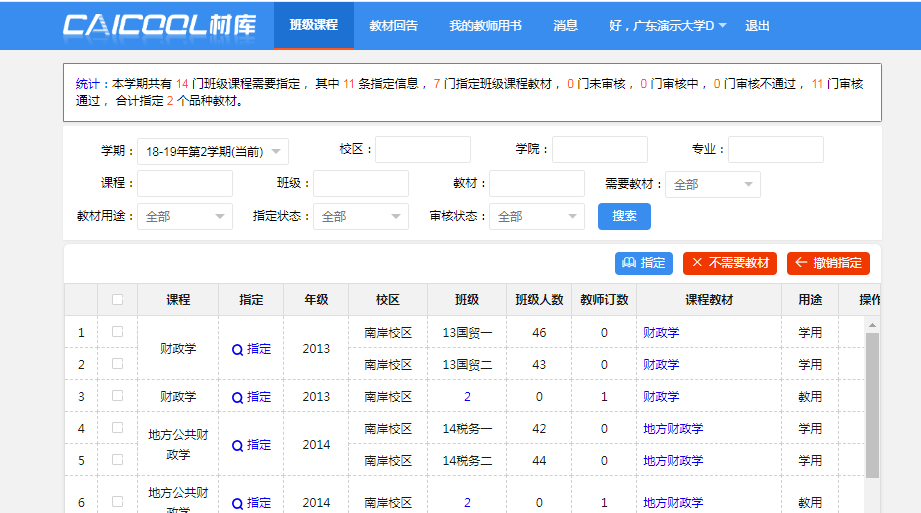 CAICOOL材库 班级课程 教材回告 我的教师用书 消息 好，广东演示大学D 退出
统计：本学期共有 14 门班级课程需要指定， 其中 11 条指定信息， 7 门指定班级课程教材， 0 门未审核， 0 门审核中， 0 门审核不通过， 11 门审核
通过， 合计指定 2 个品种教材。
学期： 18-19年第2学期(当前) 校区： 学院： 专业：
课程： 班级： 教材： 需要教材： 全部
教材用途： 全部 指定状态： 全部 审核状态： 全部 搜索
指定 不需要教材 撤销指定
课程 指定 年级 校区 班级 班级人数 教师订数 课程教材 用途 操作
1 财政学 指定 2013 南岸校区 13国贸一 46 0 财政学 学用
2 南岸校区 13国贸二 43 0 财政学 学用
3 财政学 指定 2013 南岸校区 2 0 1 财政学 教用
4 地方公共财政学 指定 2014 南岸校区 14税务一 42 0 地方财政学 学用
5 南岸校区 14税务二 44 0 地方财政学 学用
6 地方公共财政学 指定 2014 南岸校区 2 0 1 地方财政学 教用